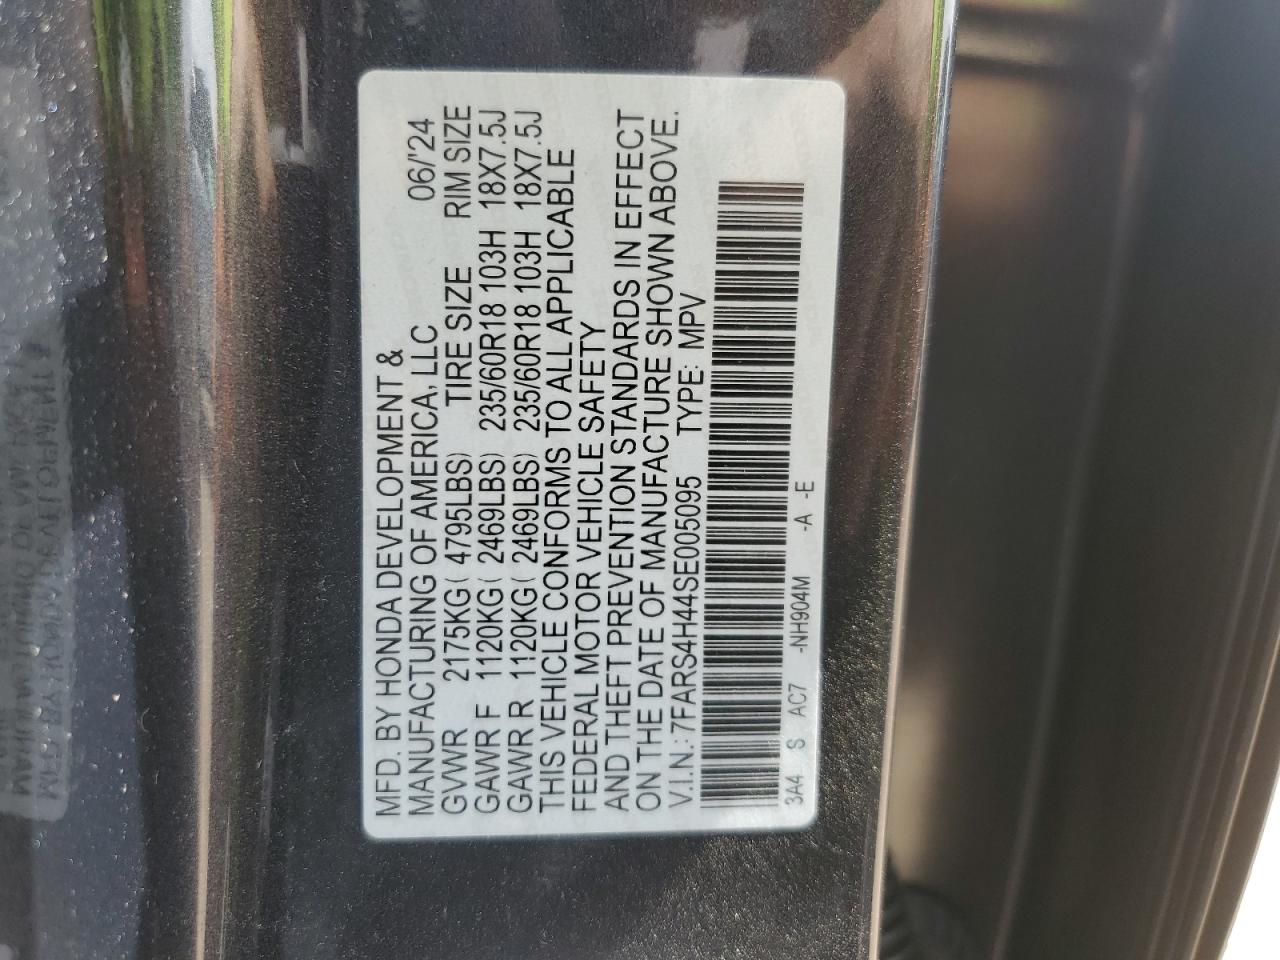 MFD. BY HONDA DEVELOPMENT &
MANUFACTURING OF AMERICA, LLC 06/'24
GVWR 2175KG( 4795LBS) TIRE SIZE RIM SIZE
GAWR F 1120KG( 2469LBS) 235/60R18 103H 18X7.5J
GAWR R 1120KG( 2469LBS) 235/60R18 103H 18X7.5J
THIS VEHICLE CONFORMS TO ALL APPLICABLE
FEDERAL MOTOR VEHICLE SAFETY
AND THEFT PREVENTION STANDARDS IN EFFECT
ON THE DATE OF MANUFACTURE SHOWN ABOVE.
V.I.N.: 7FARS4H44SE005095 TYPE: MPV
3A4 S AC7 -NH904M -A -E